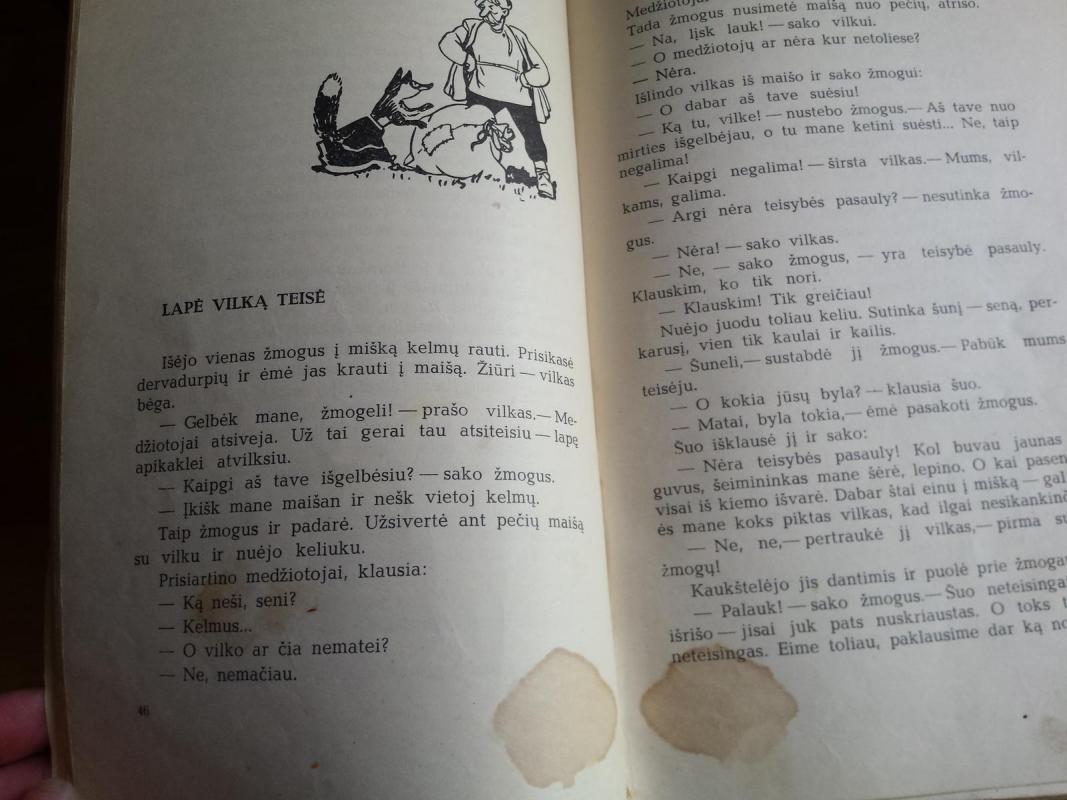 LAPĖ VILKĄ TEISĖ
Išėjo vienas žmogus į mišką kelmų rauti. Prisikasė
dervadurpių ir ėmė jas krauti į maišą. Žiūri — vilkas
bėga.
— Gelbėk mane, žmogeli! — prašo vilkas.— Me-
džiotojai atsiveja. Už tai gerai tau atsiteisiu — lapę
apikaklei atvilksiu.
— Kaipgi aš tave išgelbėsiu? — sako žmogus.
— Įkišk mane maišan ir nešk vietoj kelmų.
Taip žmogus ir padarė. Užsivertė ant pečių maišą
su vilku ir nuėjo keliuku.
Prisiartino medžiotojai, klausia:
— Ką neši, seni?
— Kelmus...
— O vilko ar čia nematei?
— Ne, nemačiau.
46
Medžiotojai
Tada žmogus nusimetė maišą nuo pečių, atrišo.
— Na, lįsk lauk! — sako vilkui.
— O medžiotojų ar nėra kur netoliese?
— Nėra.
Išlindo vilkas iš maišo ir sako žmogui:
— O dabar aš tave suėsiu!
— Ką tu, vilke! — nustebo žmogus.— Aš tave nuo
mirties išgelbėjau, o tu mane ketini suėsti... Ne, taip
negalima!
— Kaipgi negalima! — širsta vilkas.— Mums, vil-
kams, galima.
— Argi nėra teisybės pasauly? — nesutinka žmo-
gus.
— Nėra! — sako vilkas.
— Ne, — sako žmogus, — yra teisybė pasauly.
Klauskim, ko tik nori.
— Klauskim! Tik greičiau!
Nuėjo juodu toliau keliu. Sutinka šunį — seną, per-
karusį, vien tik kaulai ir kailis.
— Šuneli,— sustabdė jį žmogus.— Pabūk mums
teisėju.
— O kokia jūsų byla? — klausia šuo.
— Matai, byla tokia,— ėmė pasakoti žmogus.
Šuo išklausė jį ir sako:
— Nėra teisybės pasauly! Kol buvau jaunas
guvus, šeimininkas mane šėrė, lepino. O kai pasen
visai iš kiemo išvarė. Dabar štai einu į mišką — gal
ės mane koks piktas vilkas, kad ilgai nesikankinč
— Ne, ne,— pertraukė jį vilkas,— pirma su
žmogų!
Kaukštelėjo jis dantimis ir puolė prie žmogau
— Palauk! — sako žmogus.— Šuo neteisingai
išrišo — jisai juk pats nuskriaustas. O toks t
neteisingas. Eime toliau, paklausime dar ką no